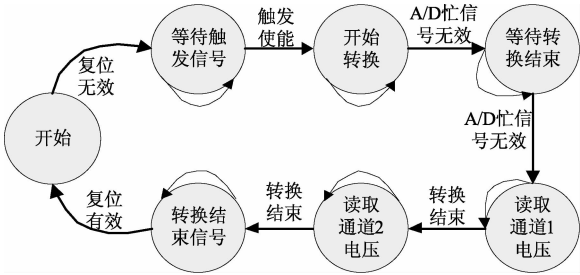 复位
无效
等待触
发信号
触发
使能
开始
转换
A/D忙信
号无效
等待转
换结束
开始
A/D忙信
号无效
复位
有效
转换结
束信号
转换
结束
读取
通道2
电压
转换
结束
读取
通道1
电压